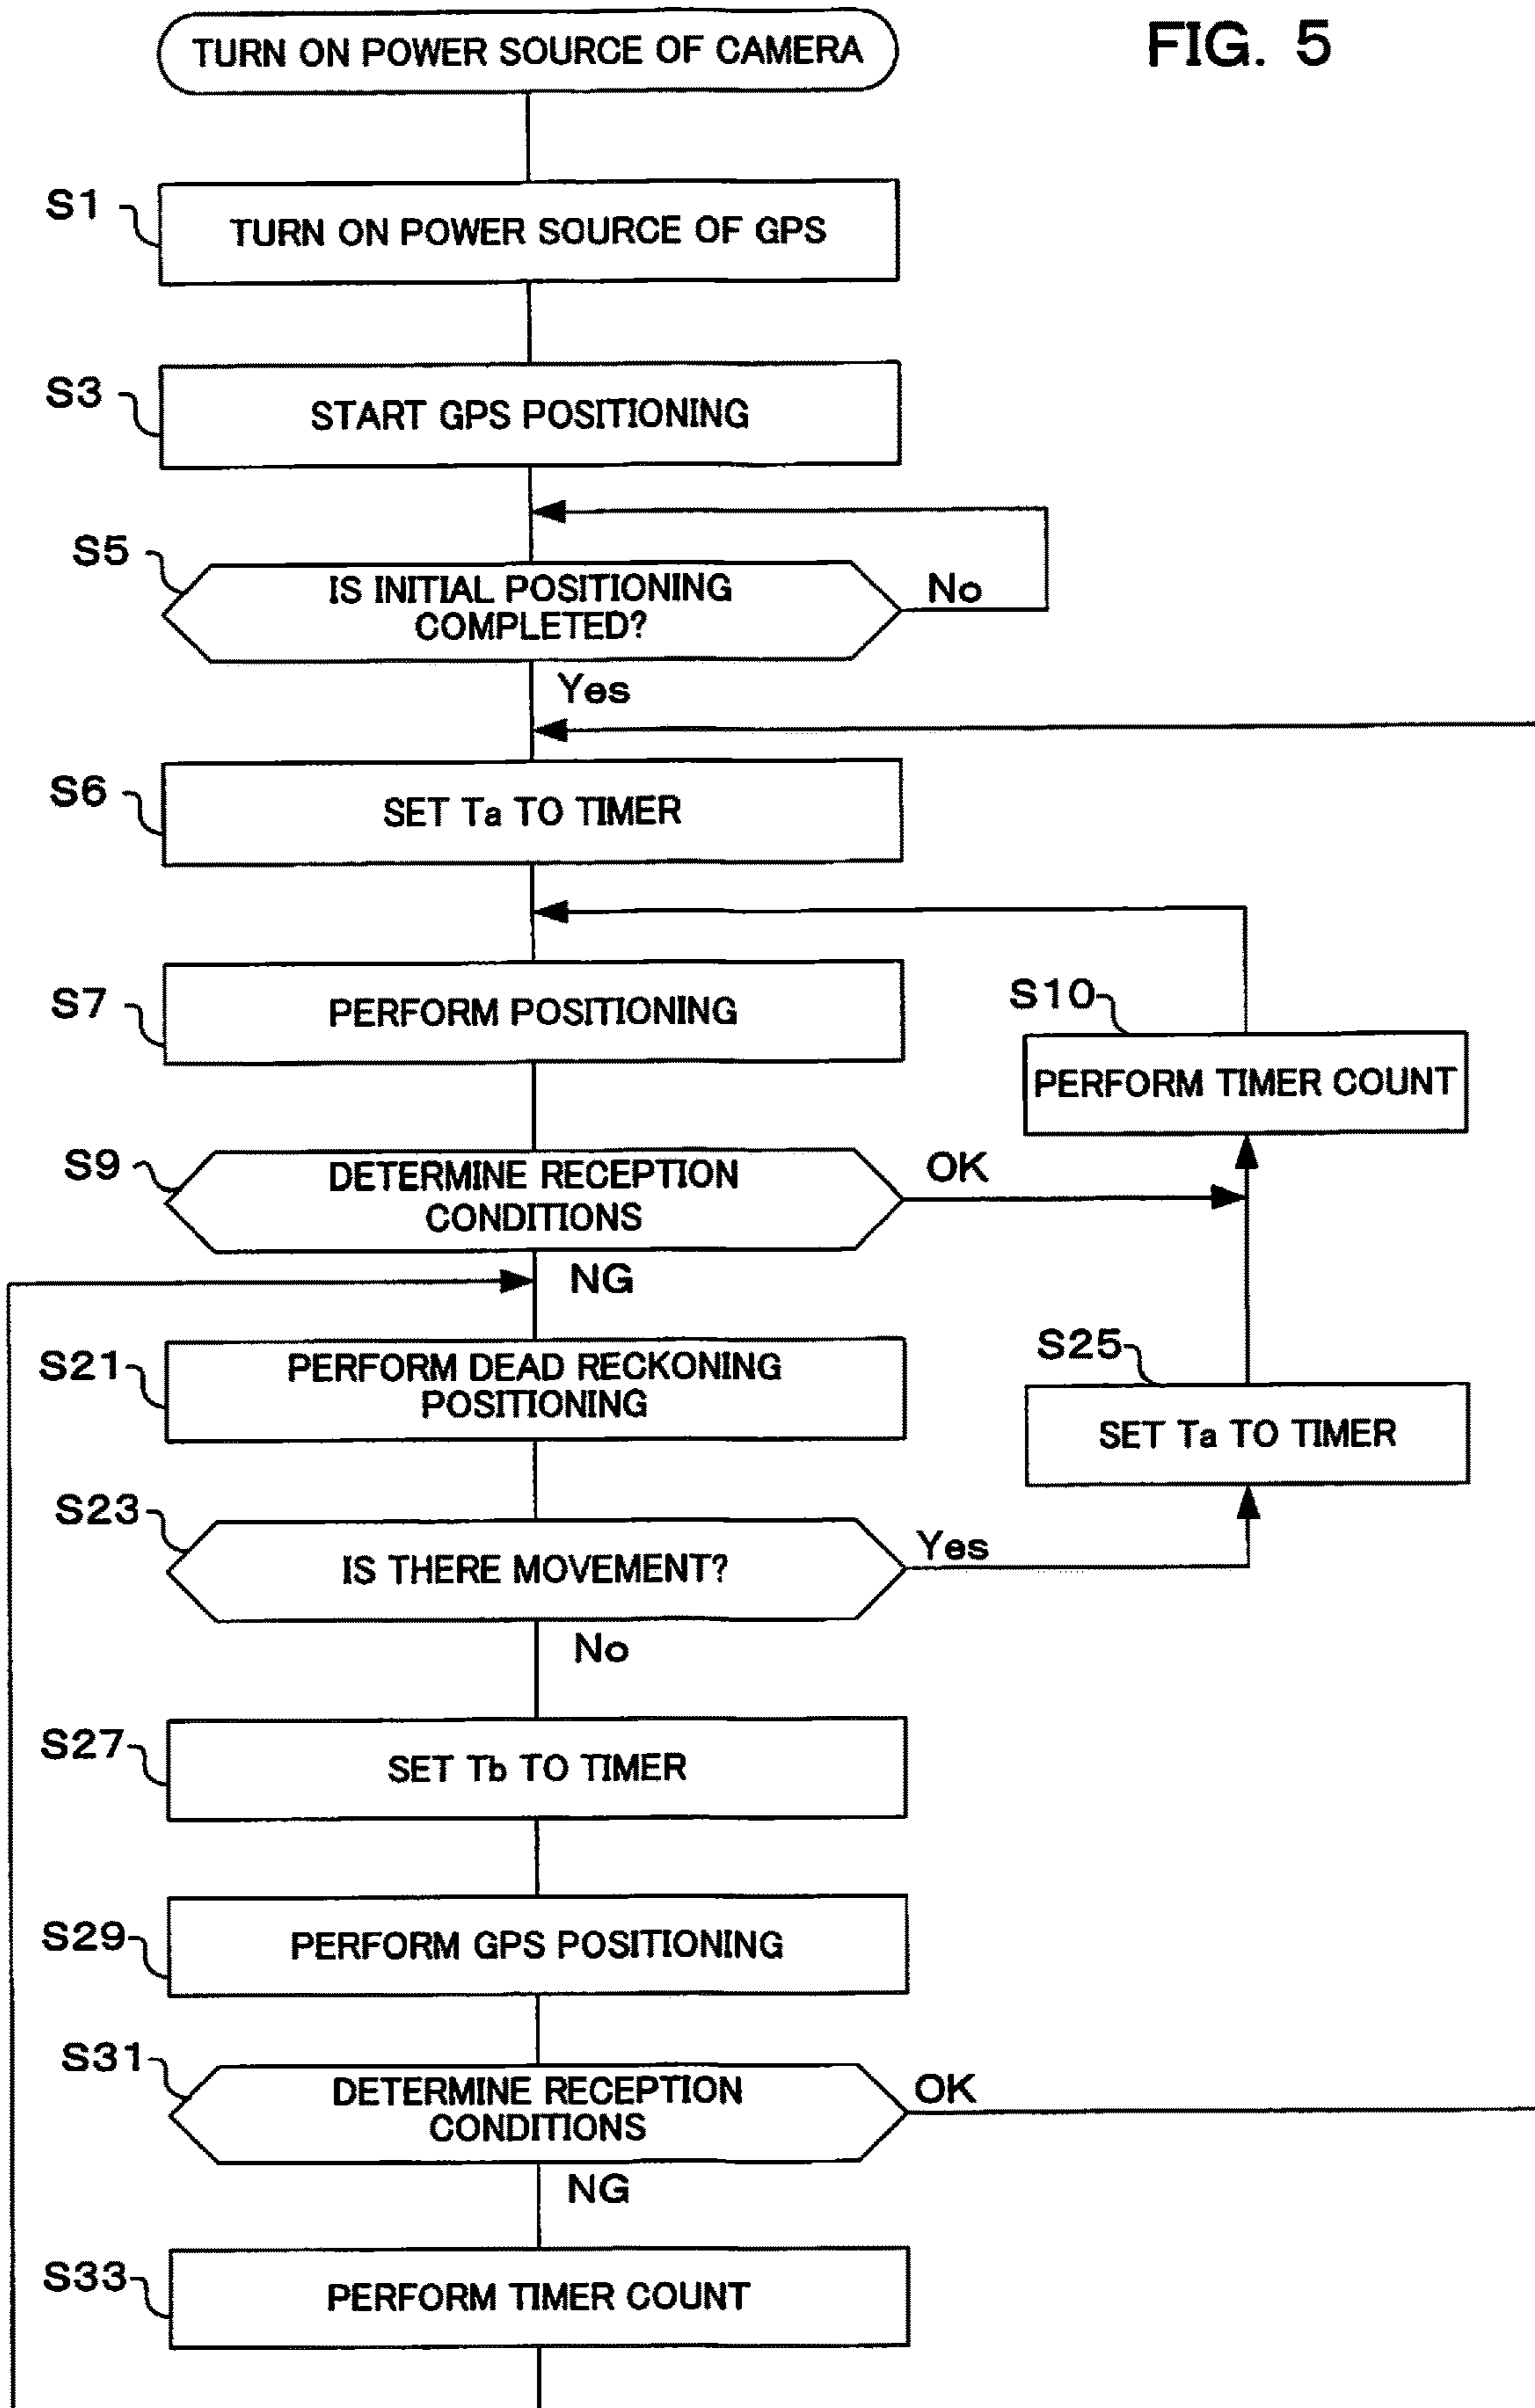 FIG. 5
TURN ON POWER SOURCE OF CAMERA
S1
TURN ON POWER SOURCE OF GPS
S3
START GPS POSITIONING
S5
IS INITIAL POSITIONING
COMPLETED?
No
Yes
S6
SET Ta TO TIMER
S7
PERFORM POSITIONING
S10
PERFORM TIMER COUNT
S9
DETERMINE RECEPTION
CONDITIONS
OK
NG
S21
PERFORM DEAD RECKONING
POSITIONING
S25
SET Ta TO TIMER
S23
IS THERE MOVEMENT?
Yes
No
S27
SET Tb TO TIMER
S29
PERFORM GPS POSITIONING
S31
DETERMINE RECEPTION
CONDITIONS
OK
NG
S33
PERFORM TIMER COUNT